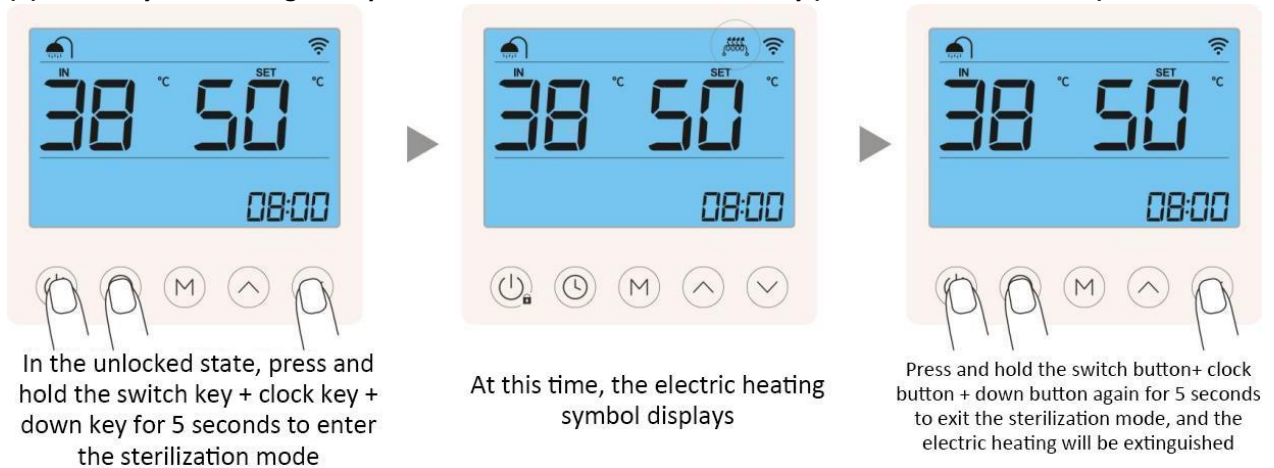 IN 38 °C SET 50 °C
08:00
M
In the unlocked state, press and
hold the switch key + clock key +
down key for 5 seconds to enter
the sterilization mode
IN 38 °C SET 50 °C
08:00
M
At this time, the electric heating
symbol displays
IN 38 °C SET 50 °C
08:00
M
Press and hold the switch button+ clock
button + down button again for 5 seconds
to exit the sterilization mode, and the
electric heating will be extinguished